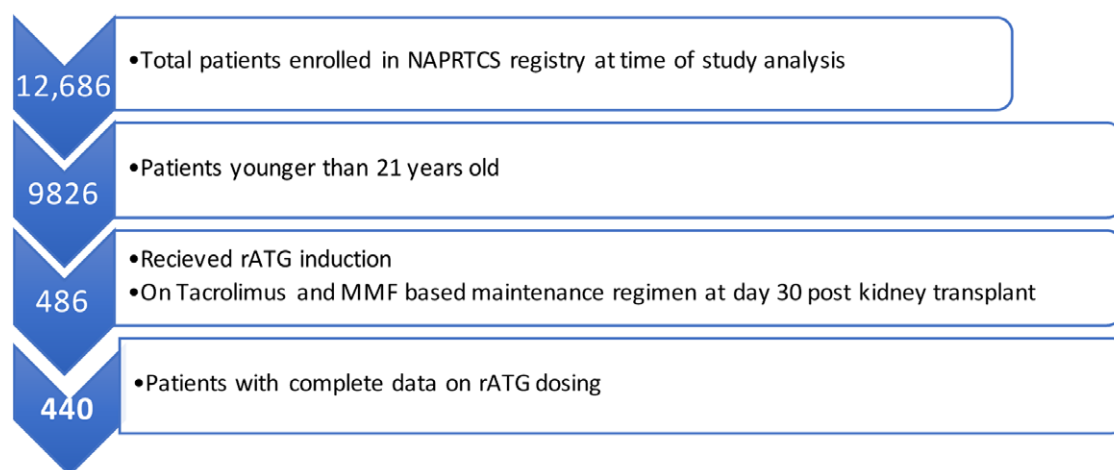 12,686
•Total patients enrolled in NAPRTCS registry at time of study analysis
9826
•Patients younger than 21 years old
486
•Recieved rATG induction
•On Tacrolimus and MMF based maintenance regimen at day 30 post kidney transplant
440
•Patients with complete data on rATG dosing